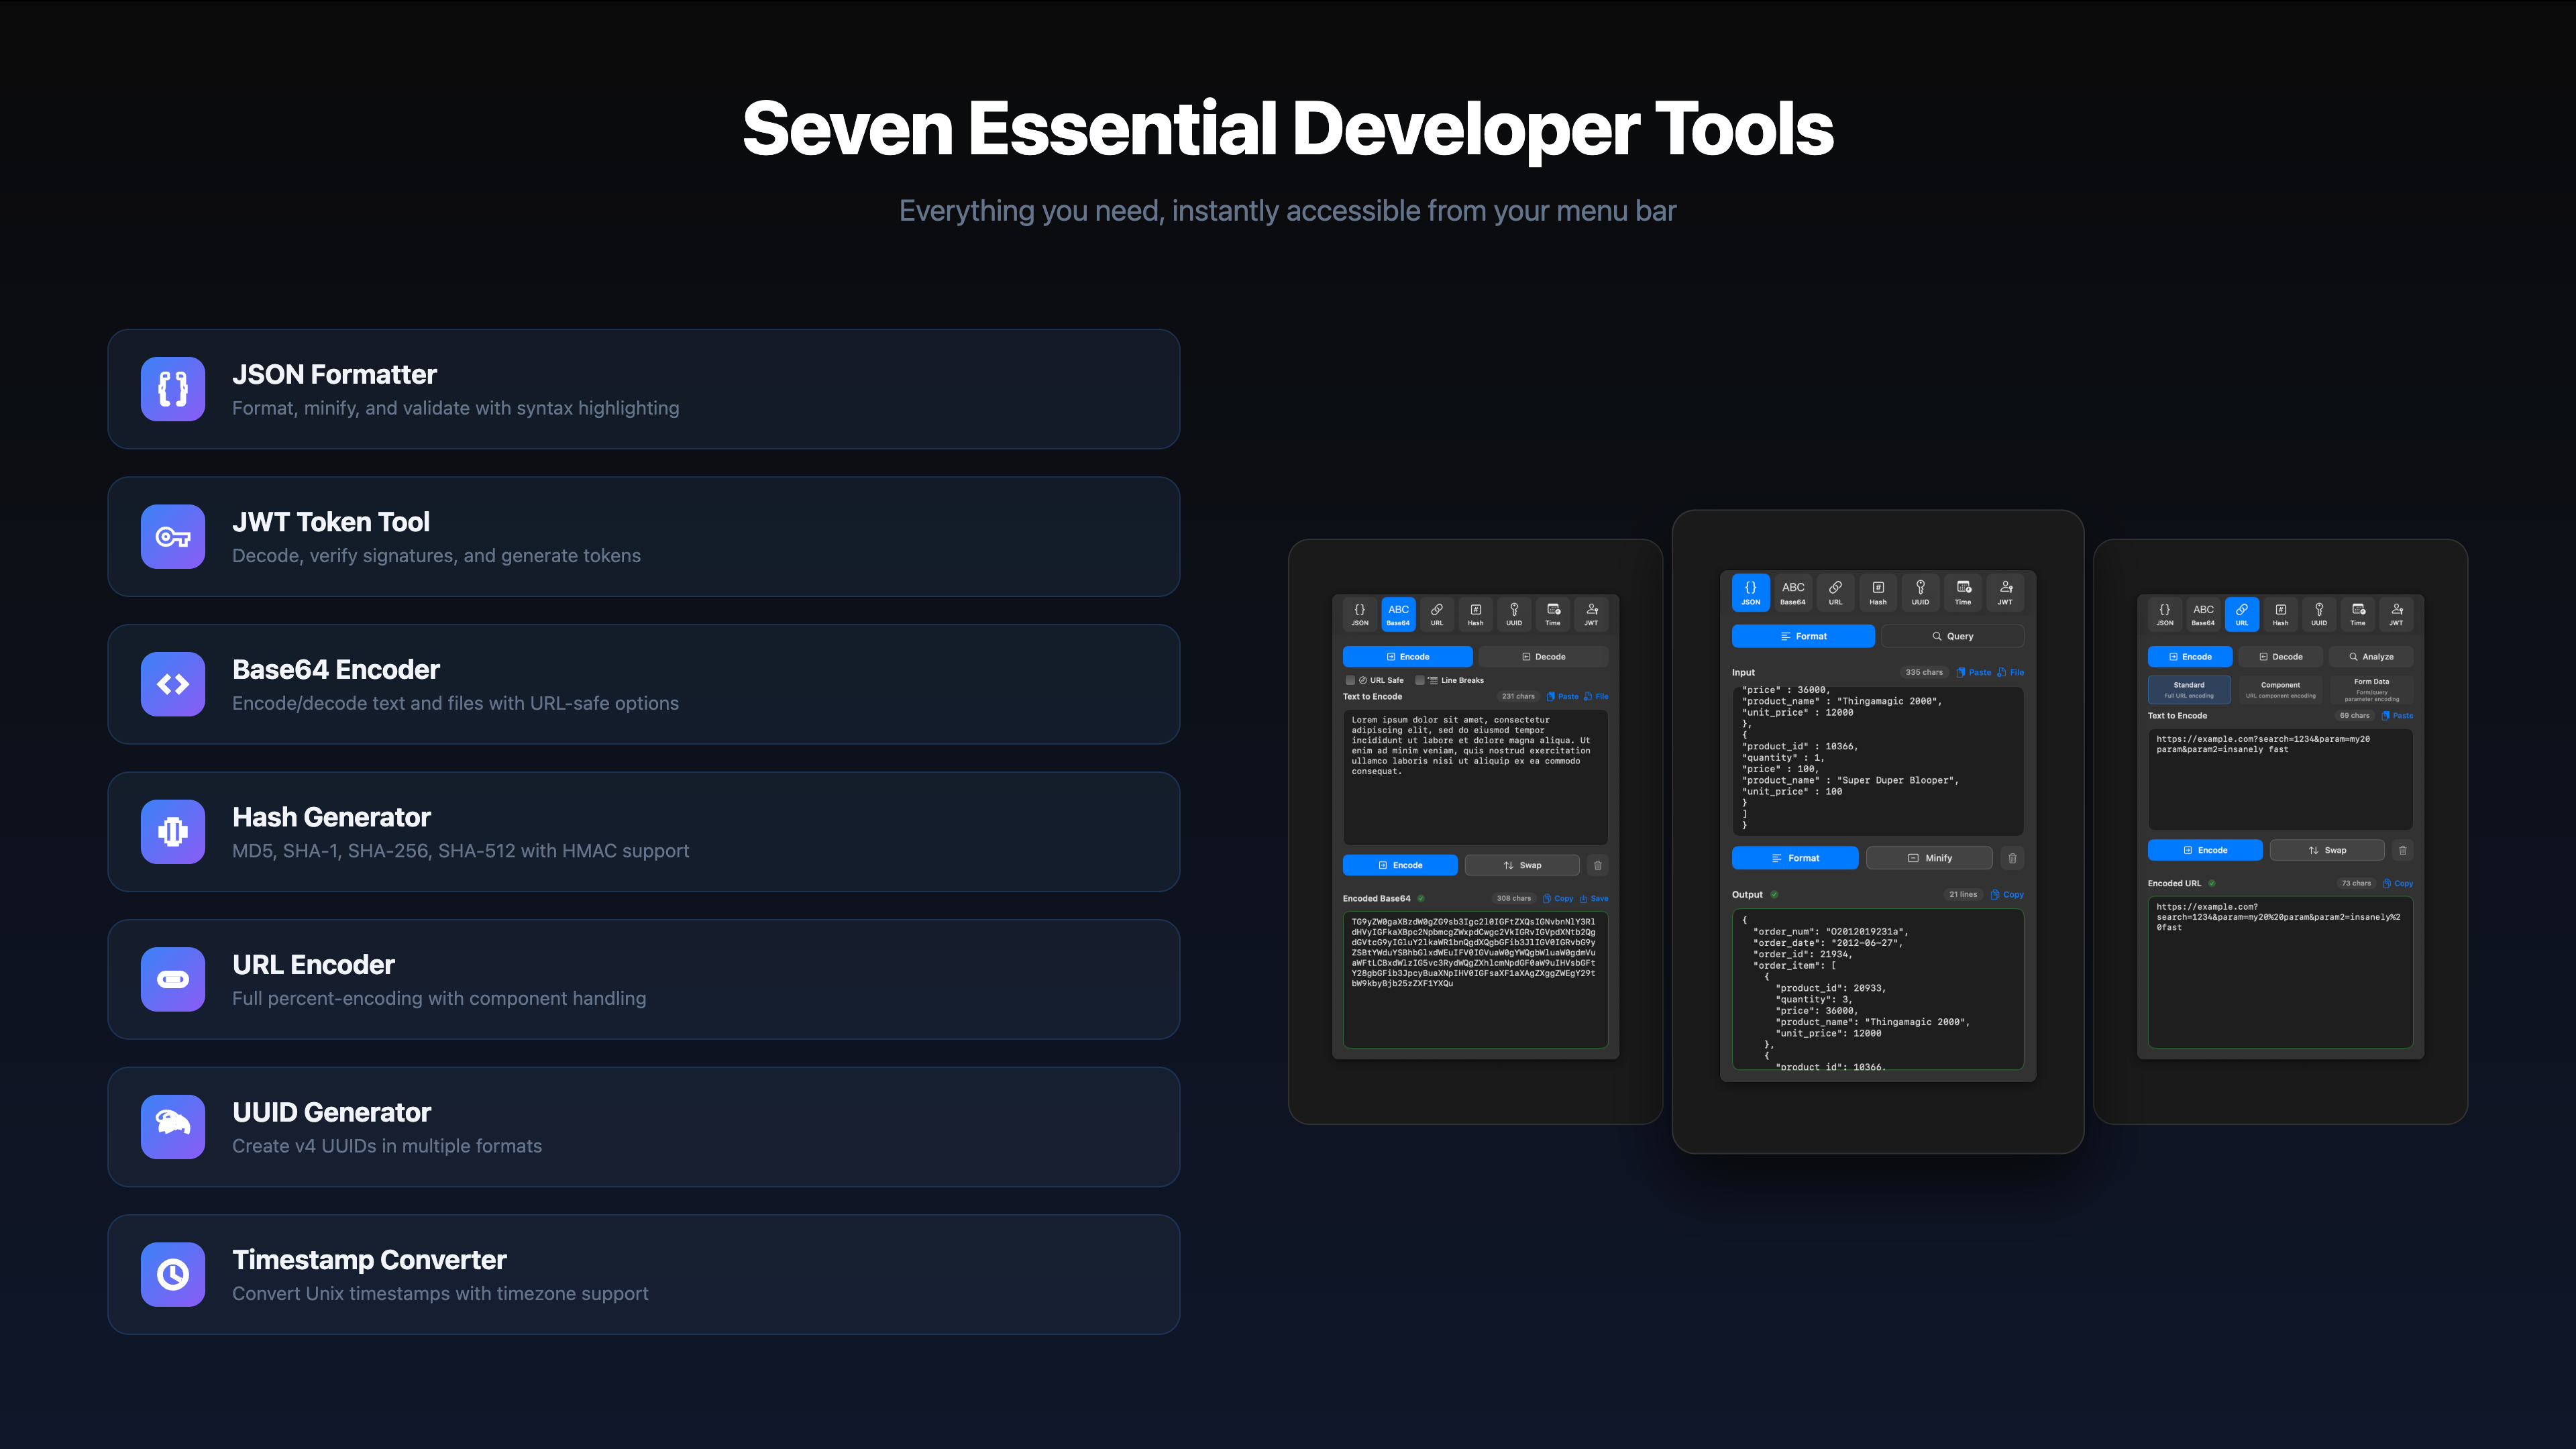 Seven Essential Developer Tools
Everything you need, instantly accessible from your menu bar
JSON Formatter
Format, minify, and validate with syntax highlighting
JWT Token Tool
Decode, verify signatures, and generate tokens
Base64 Encoder
Encode/decode text and files with URL-safe options
Hash Generator
MD5, SHA-1, SHA-256, SHA-512 with HMAC support
URL Encoder
Full percent-encoding with component handling
UUID Generator
Create v4 UUIDs in multiple formats
Timestamp Converter
Convert Unix timestamps with timezone support
{} ABC #
JSON Base64 URL Hash UUID Time JWT
Encode Decode
URL Safe Line Breaks
Text to Encode 231 chars Paste File
Lorem ipsum dolor sit amet, consectetur
adipiscing elit, sed do eiusmod tempor
incididunt ut labore et dolore magna aliqua. Ut
enim ad minim veniam, quis nostrud exercitation
ullamco laboris nisi ut aliquip ex ea commodo
consequat.
Encode Swap
Encoded Base64 308 chars Copy Save
{} ABC #
JSON Base64 URL Hash UUID Time JWT
Format Query
Input 335 chars Paste File
"price" : 36000,
"product_name" : "Thingamagic 2000",
"unit_price" : 12000
},
{
"product_id" : 10366,
"quantity" : 1,
"price" : 100,
"product_name" : "Super Duper Blooper",
"unit_price" : 100
}
]
}
Format Minify
Output 21 lines Copy
{
"order_num": "O2012019231a",
"order_date": "2012-06-27",
"order_id": 21934,
"order_item": [
{
"product_id": 20933,
"quantity": 3,
"price": 36000,
"product_name": "Thingamagic 2000",
"unit_price": 12000
},
{
"product_id": 10366,
{} ABC #
JSON Base64 URL Hash UUID Time JWT
Encode Decode Analyze
Standard Component Form Data
Full URL encoding URL component encoding Form/query
parameter encoding
Text to Encode 69 chars Paste
https://example.com?search=1234&param=my20
param&param2=insanely fast
Encode Swap
Encoded URL 73 chars Copy
https://example.com?
search=1234&param=my20%20param&param2=insanely%2
0fast